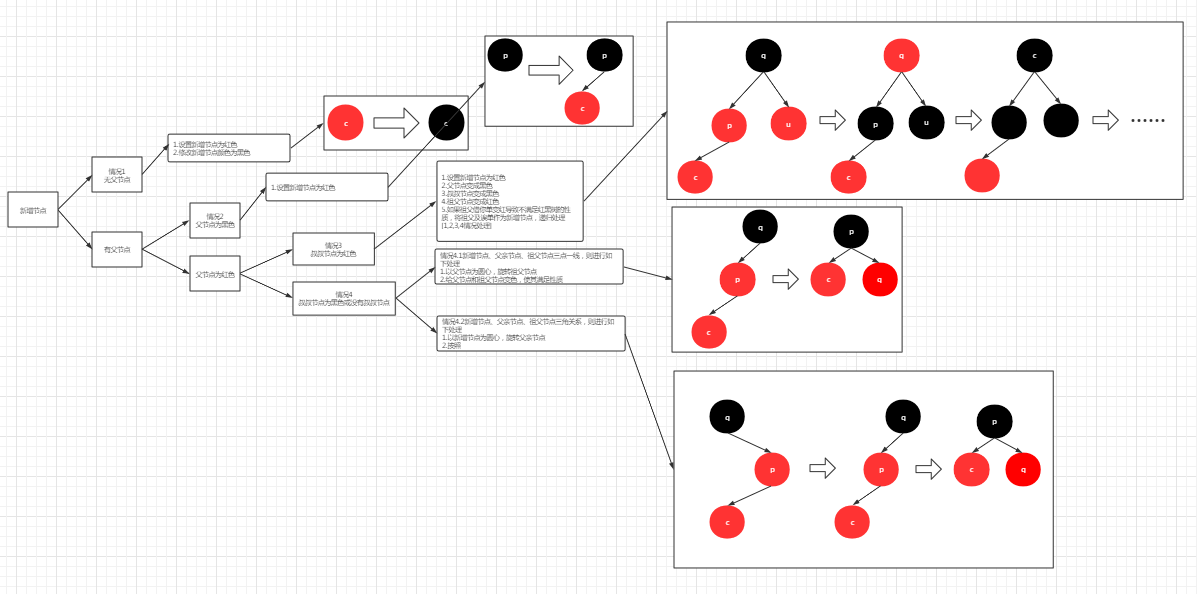 新增节点
情况1
无父节点
有父节点
1.设置新增节点为红色
2.修改新增节点颜色为黑色
c
c
情况2
父节点为黑色
1.设置新增节点为红色
p
p
c
父节点为红色
情况3
叔叔节点为红色
1.设置新增节点为红色
2.父节点变成黑色
3.叔叔节点变成黑色
4.祖父节点变成红色
5.如果祖父借你单变红导致不满足红黑树的性
质，将祖父及该单作为新增节点，递归处理
(1,2,3,4情况处理)
q
p
u
c
q
p
u
c
c
......
情况4
叔叔节点为黑色或没有叔叔节点
情况4.1新增节点、父亲节点、祖父节点三点一线，则进行如
下处理
1.以父节点为圆心，旋转祖父节点
2.给父节点和祖父节点变色，使其满足性质
q
p
c
p
c
q
情况4.2新增节点、父亲节点、祖父节点三角关系，则进行如
下处理
1.以新增节点为圆心，旋转父亲节点
2.按照
q
p
c
q
p
c
p
c
q